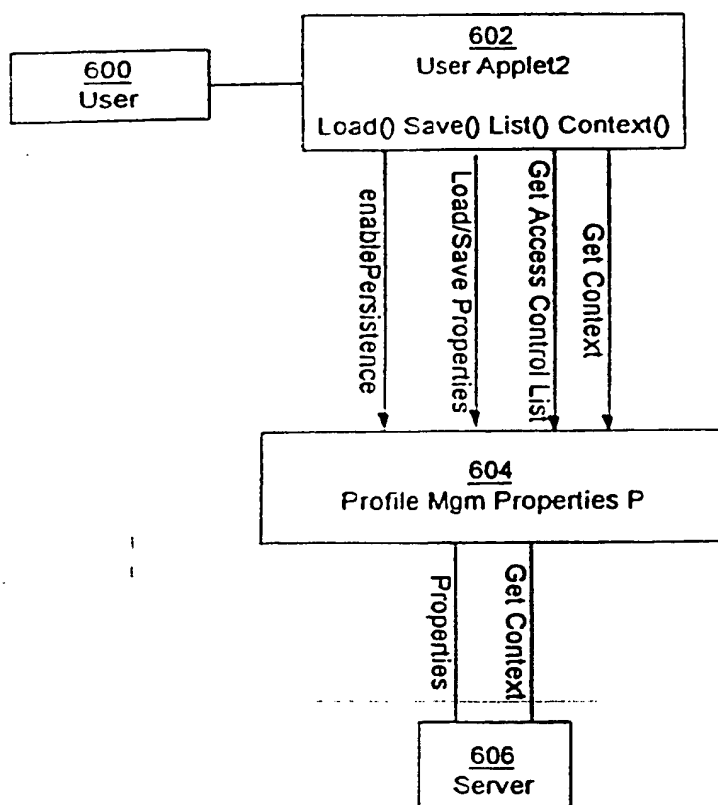 600
User
602
User Applet2
Load() Save() List() Context()
enablePersistence
Load/Save Properties
Get Access Control List
Get Context
604
Profile Mgm Properties P
Properties
Get Context
606
Server